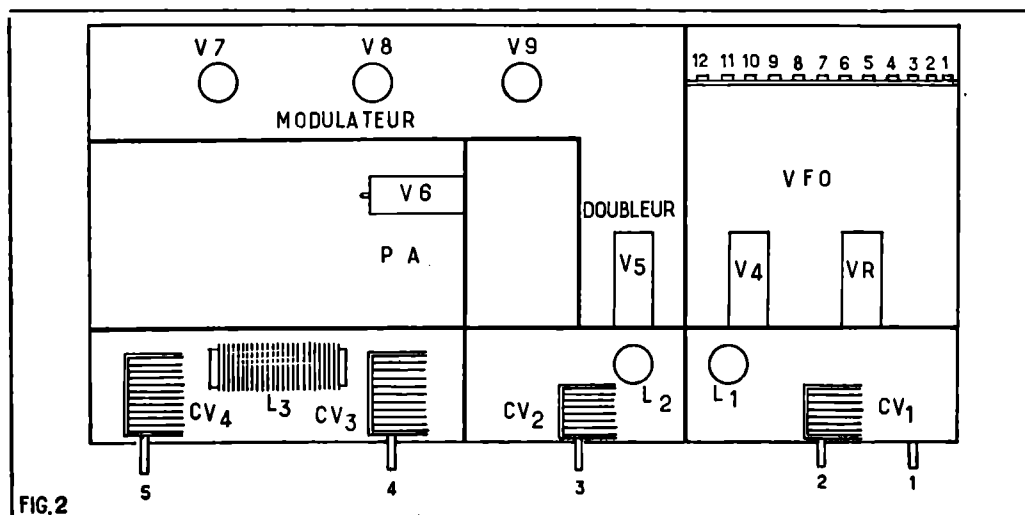 V7 V8 V9
12 11 10 9 8 7 6 5 4 3 2 1
MODULATEUR
VFO
V6
DOUBLEUR
PA
V5 V4 VR
CV4 L3 CV3 CV2 L2 L1 CV1
5 4 3 2 1
FIG.2